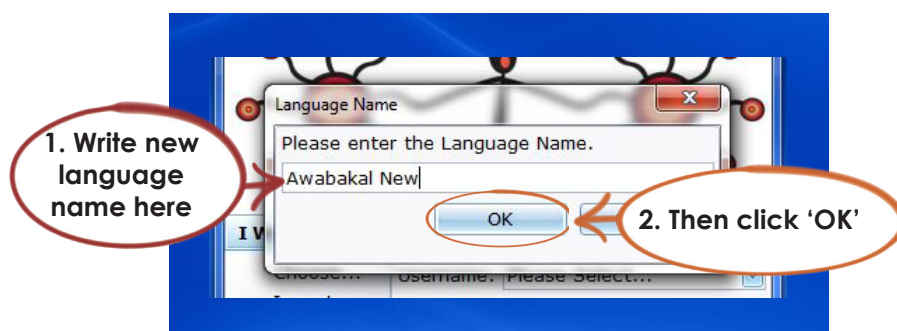 Language Name
X
Please enter the Language Name.
1. Write new
language
name here
Awabakal New
OK
2. Then click ‘OK’
I W
Choose...
Username: Please Select...